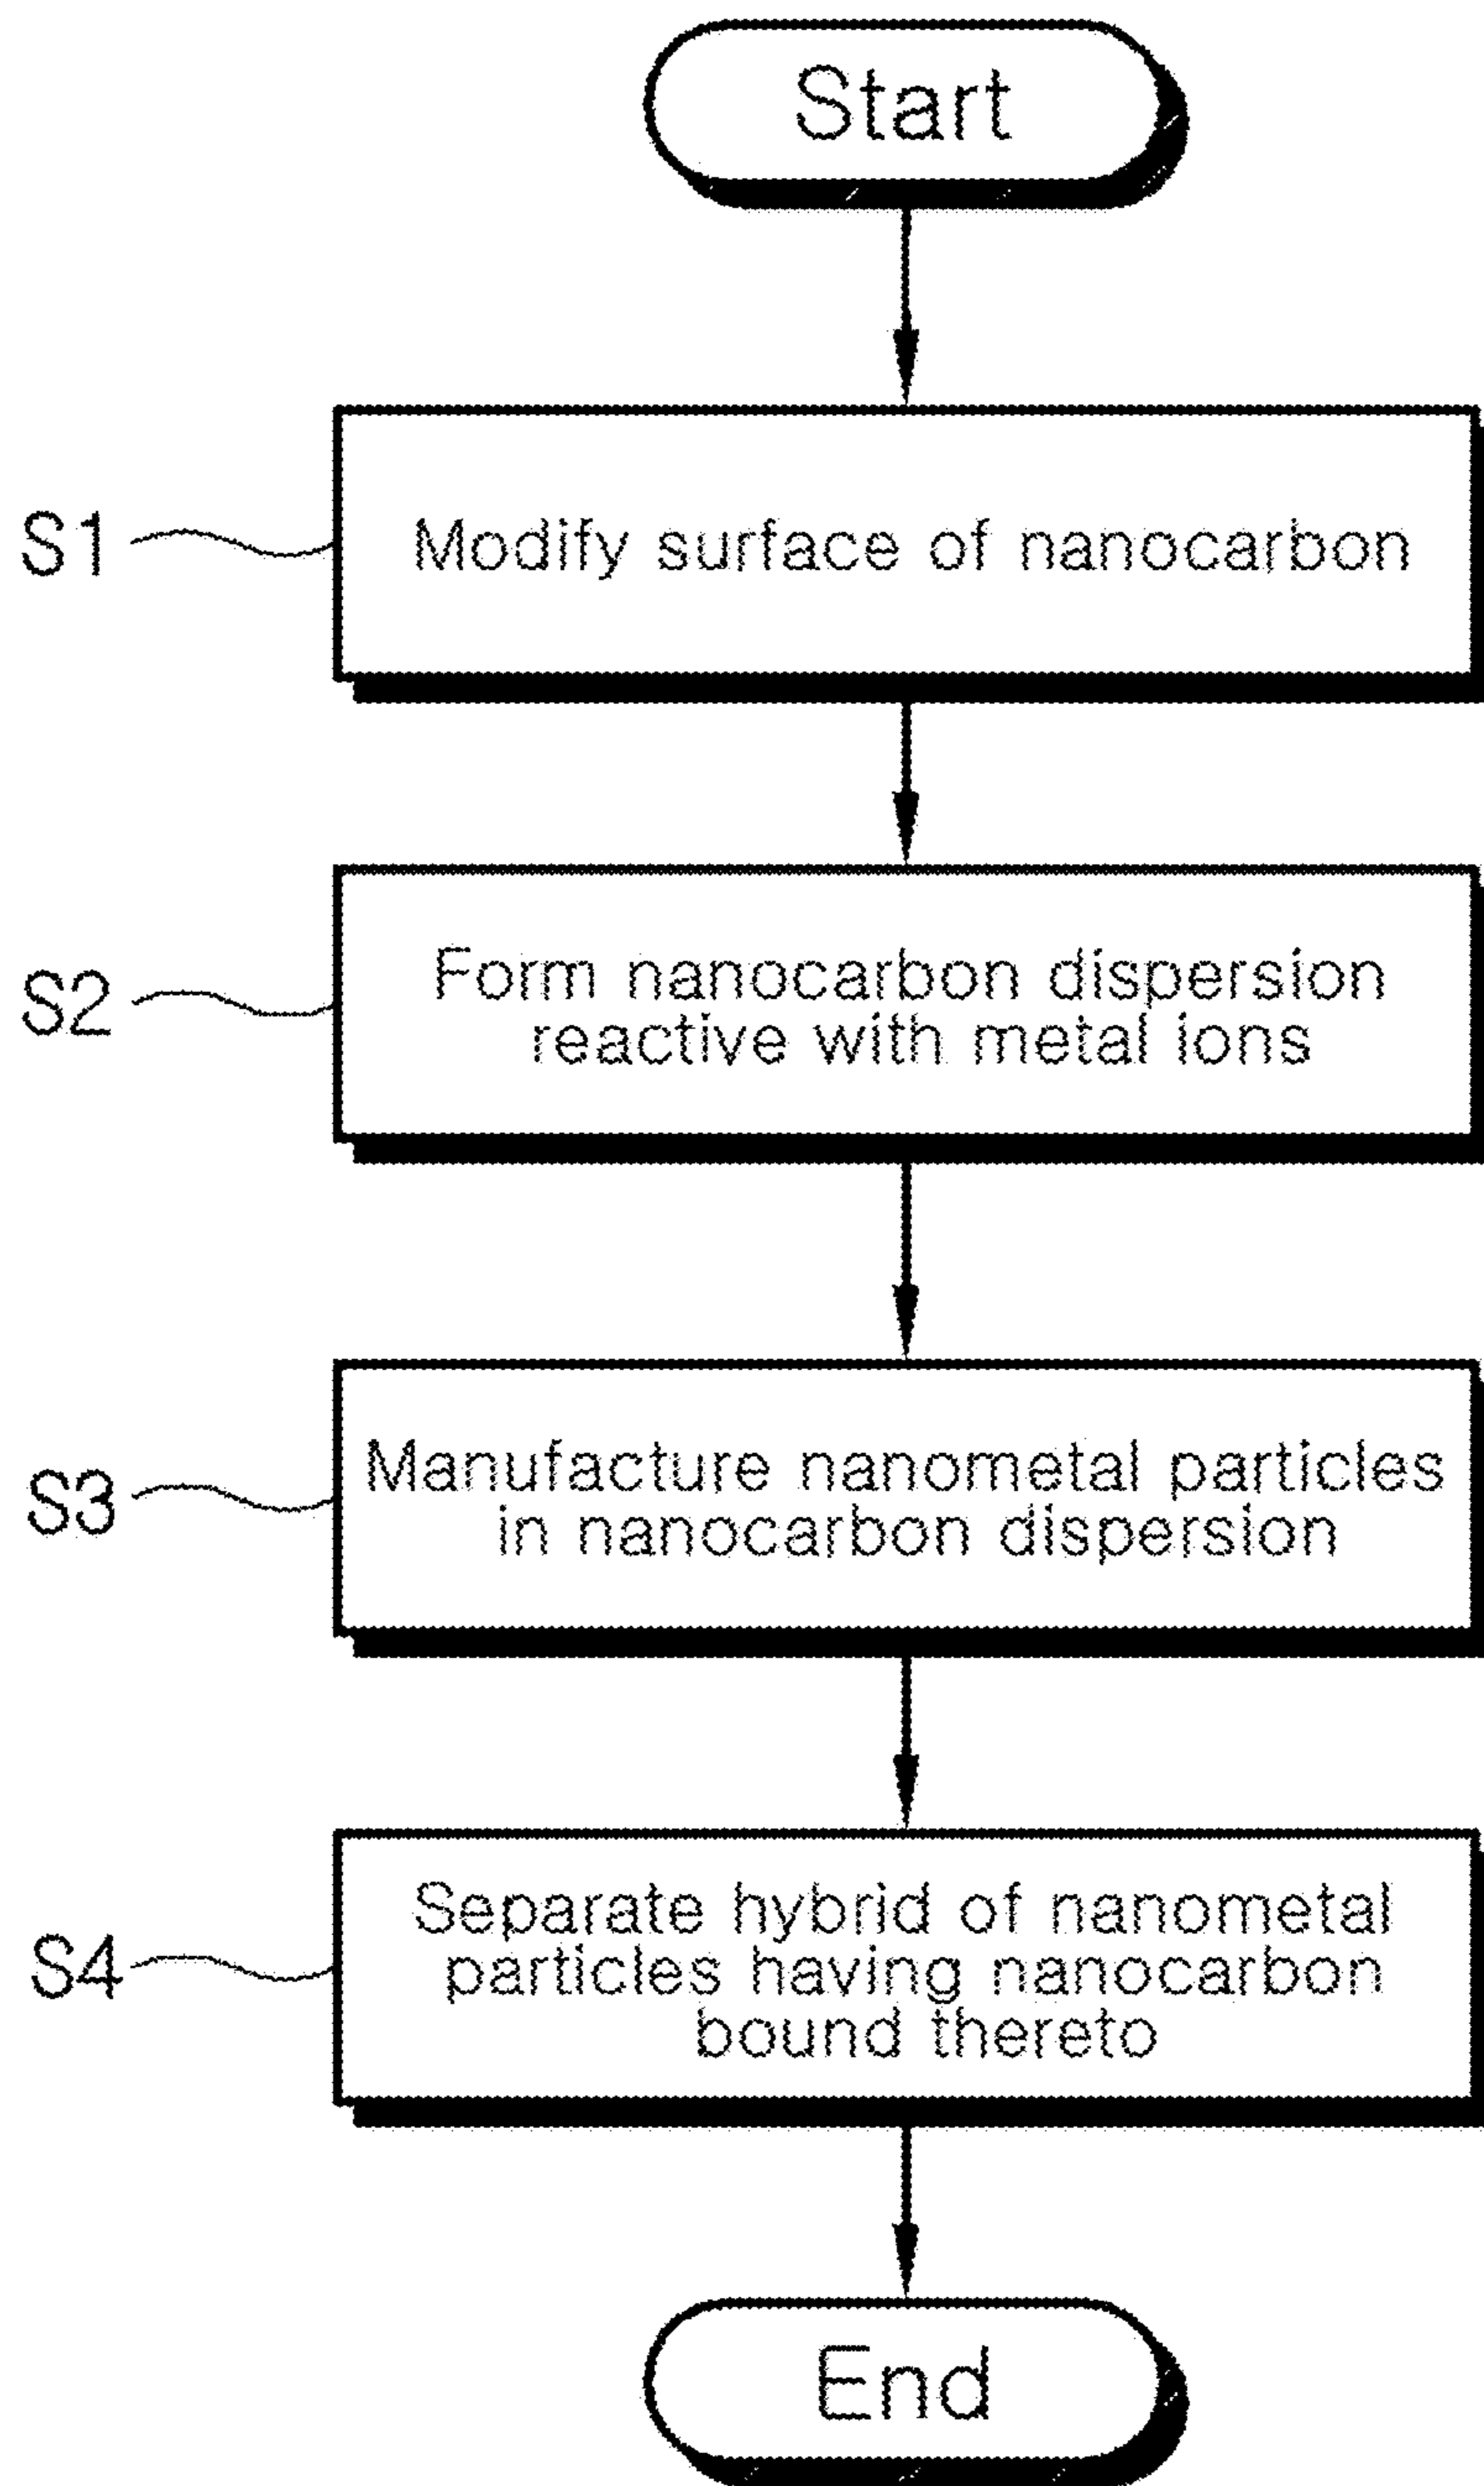 Start
S1
Modify surface of nanocarbon
S2
Form nanocarbon dispersion
reactive with metal ions
S3
Manufacture nanometal particles
in nanocarbon dispersion
S4
Separate hybrid of nanometal
particles having nanocarbon
bound thereto
End